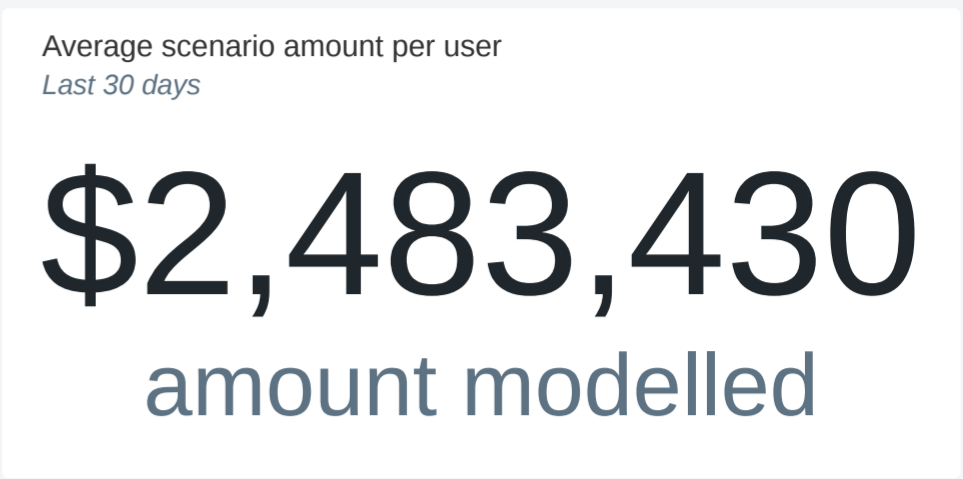 Average scenario amount per user
Last 30 days
$2,483,430
amount modelled